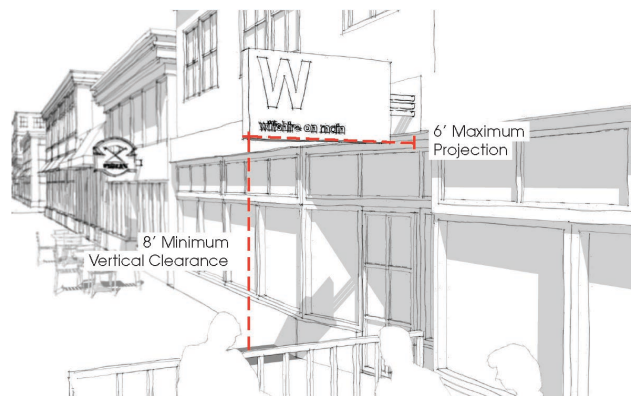 W
wilshire on main
6’ Maximum
Projection
8’ Minimum
Vertical Clearance